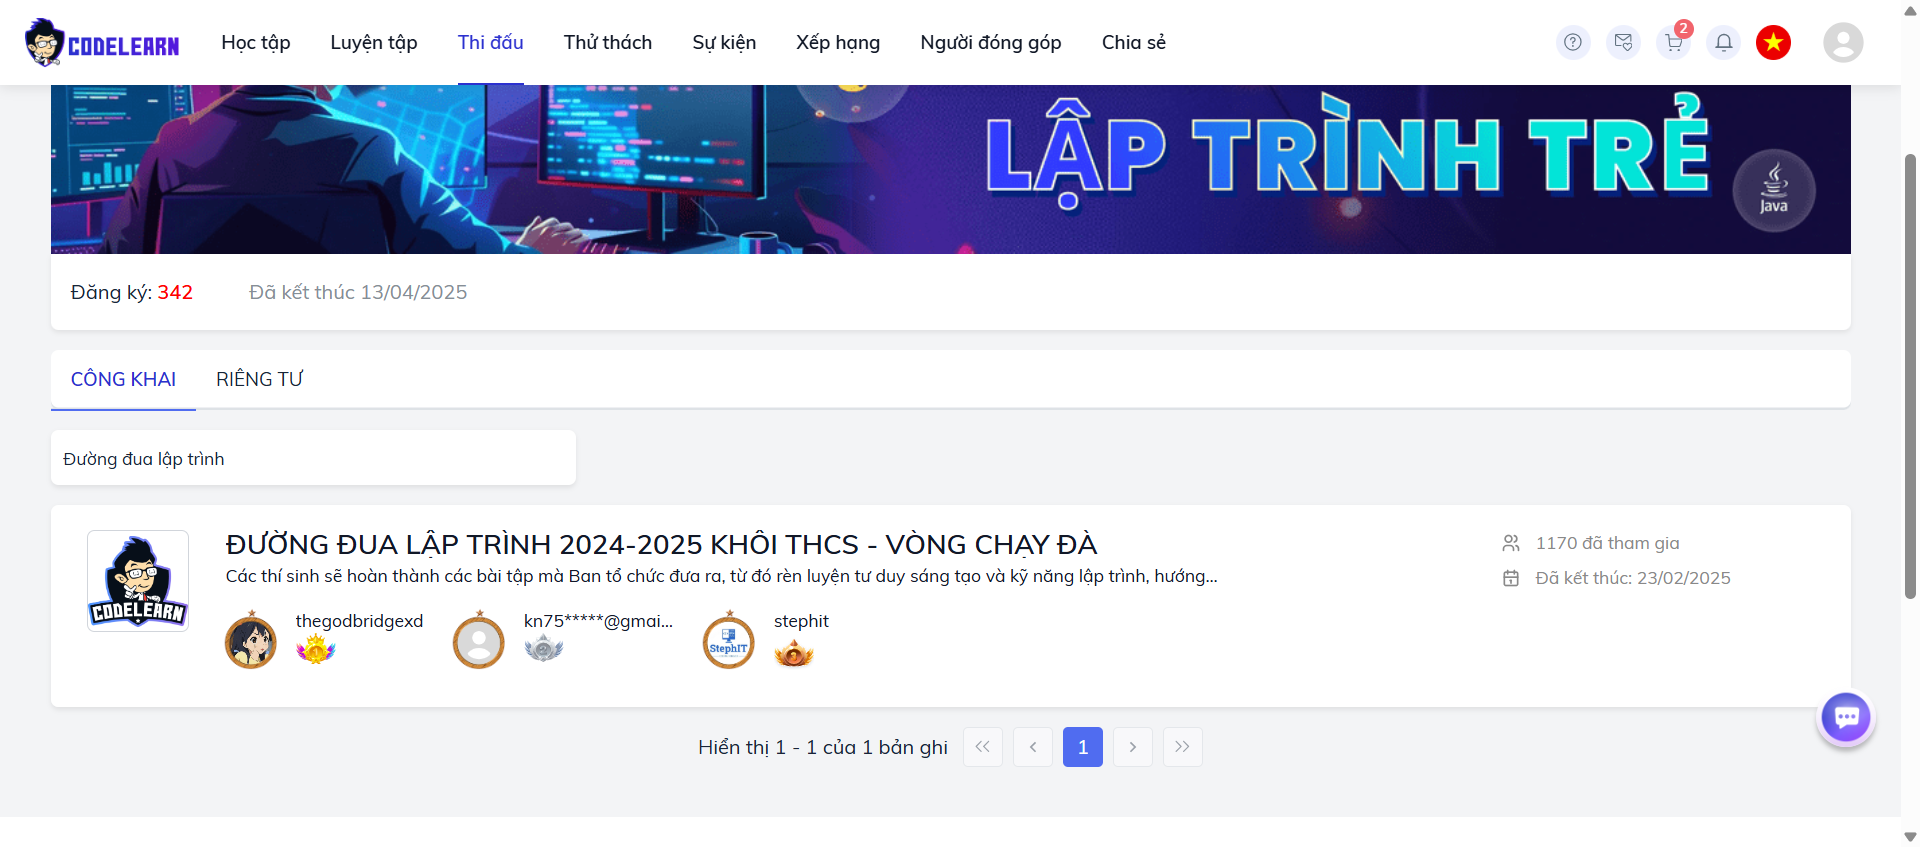 CODELEARN
Học tập
Luyện tập
Thi đấu
Thử thách
Sự kiện
Xếp hạng
Người đóng góp
Chia sẻ
2
LẬP TRÌNH TRẺ
Java
Đăng ký: 342
Đã kết thúc 13/04/2025
CÔNG KHAI
RIÊNG TƯ
Đường đua lập trình
CODELEARN
ĐƯỜNG ĐUA LẬP TRÌNH 2024-2025 KHỐI THCS - VÒNG CHẠY ĐÀ
Các thí sinh sẽ hoàn thành các bài tập mà Ban tổ chức đưa ra, từ đó rèn luyện tư duy sáng tạo và kỹ năng lập trình, hướng...
1170 đã tham gia
Đã kết thúc: 23/02/2025
thegodbridgexd
kn75*****@gmai...
StephIT
stephit
Hiển thị 1 - 1 của 1 bản ghi
1